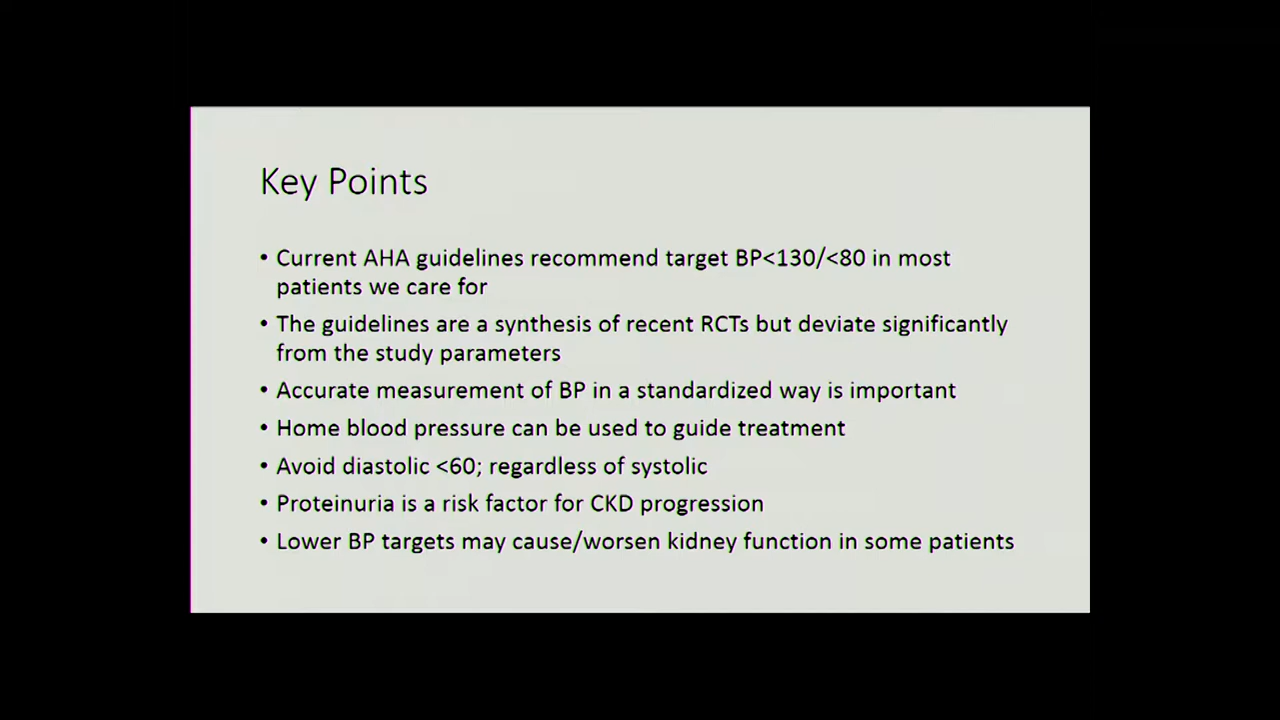 Key Points
• Current AHA guidelines recommend target BP<130/<80 in most
patients we care for
• The guidelines are a synthesis of recent RCTs but deviate significantly
from the study parameters
• Accurate measurement of BP in a standardized way is important
• Home blood pressure can be used to guide treatment
• Avoid diastolic <60; regardless of systolic
• Proteinuria is a risk factor for CKD progression
• Lower BP targets may cause/worsen kidney function in some patients